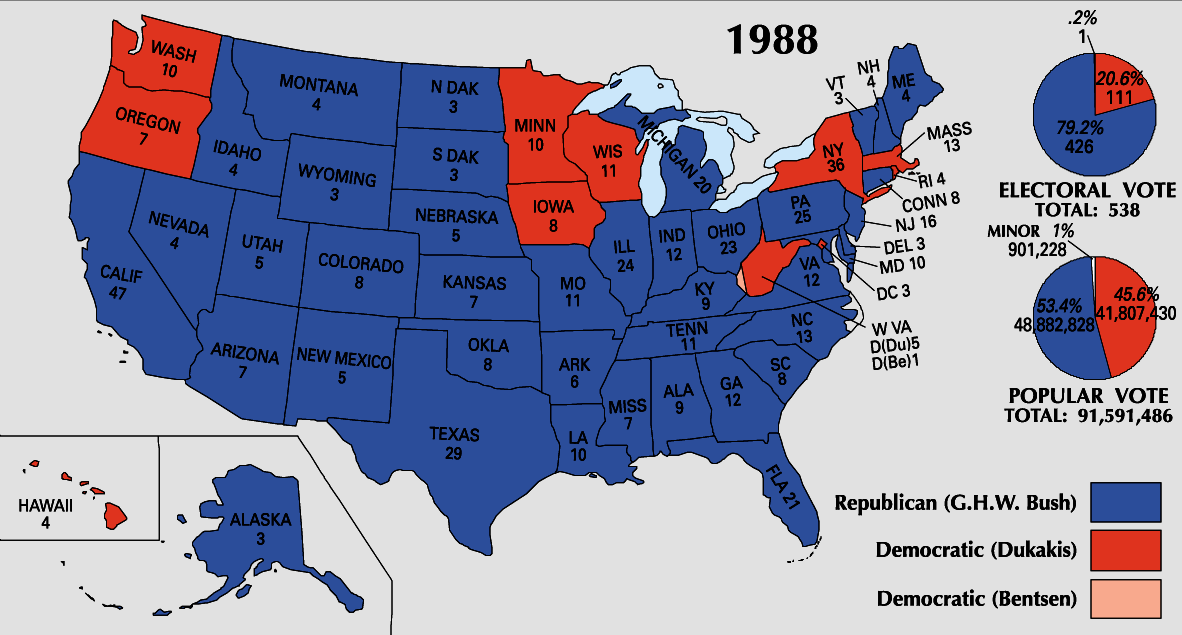 1988
WASH
10
OREGON
7
MONTANA
4
IDAHO
4
WYOMING
3
N DAK
3
S DAK
3
NEBRASKA
5
NEVADA
4
UTAH
5
COLORADO
8
KANSAS
7
CALIF
47
ARIZONA
7
NEW MEXICO
5
OKLA
8
TEXAS
29
MINN
10
IOWA
8
WIS
11
MICHIGAN 20
MO
11
ARK
6
LA
10
ILL
24
IND
12
OHIO
23
KY
9
TENN
11
MISS
7
ALA
9
GA
12
FLA 21
SC
8
NC
13
VA
12
W VA
D(Du)5
D(Be)1
PA
25
NY
36
VT
3
NH
4
ME
4
MASS
13
RI 4
CONN 8
NJ 16
DEL 3
MD 10
DC 3
HAWAII
4
ALASKA
3
.2%
1
20.6%
111
79.2%
426
ELECTORAL VOTE
TOTAL: 538
MINOR 1%
901,228
53.4%
48,882,828
45.6%
41,807,430
POPULAR VOTE
TOTAL: 91,591,486
Republican (G.H.W. Bush)
Democratic (Dukakis)
Democratic (Bentsen)